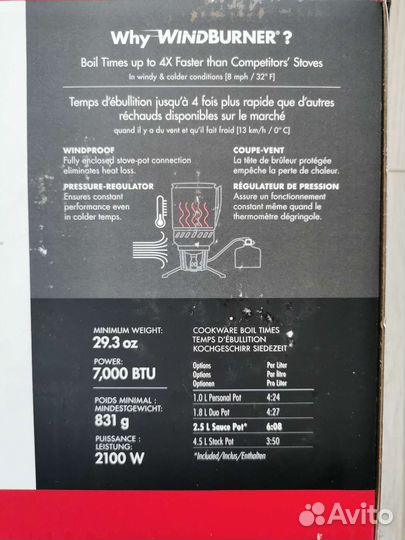 Why WINDBURNER® ?
Boil Times up to 4X Faster than Competitors' Stoves
In windy & colder conditions [8 mph / 32° F]
Temps d'ébullition jusqu'à 4 fois plus rapide que d'autres
réchauds disponibles sur le marché
quand il y a du vent et qu'il fait froid [13 km/h / 0° C]
WINDPROOF
Fully enclosed stove-pot connection
eliminates heat loss.
PRESSURE-REGULATOR
Ensures constant
performance even
in colder temps.
COUPE-VENT
La tête de brûleur protégée
empêche la perte de chaleur.
RÉGULATEUR DE PRESSION
Assure un fonctionnement
constant même quand le
thermomètre dégringole.
MINIMUM WEIGHT:
29.3 oz
POWER:
7,000 BTU
POIDS MINIMAL :
MINDESTGEWICHT:
831 g
PUISSANCE :
LEISTUNG:
2100 W
COOKWARE BOIL TIMES
TEMPS D'ÉBULLITION
KOCHGESCHIRR SIEDEZEIT
Options Per Liter
Options Per litre
Optionen Pro Liter
1.0 L Personal Pot 4:24
1.8 L Duo Pot 4:27
2.5 L Sauce Pot* 6:08
4.5 L Stock Pot 3:50
*Included/Inclus/Enthalten
Avito